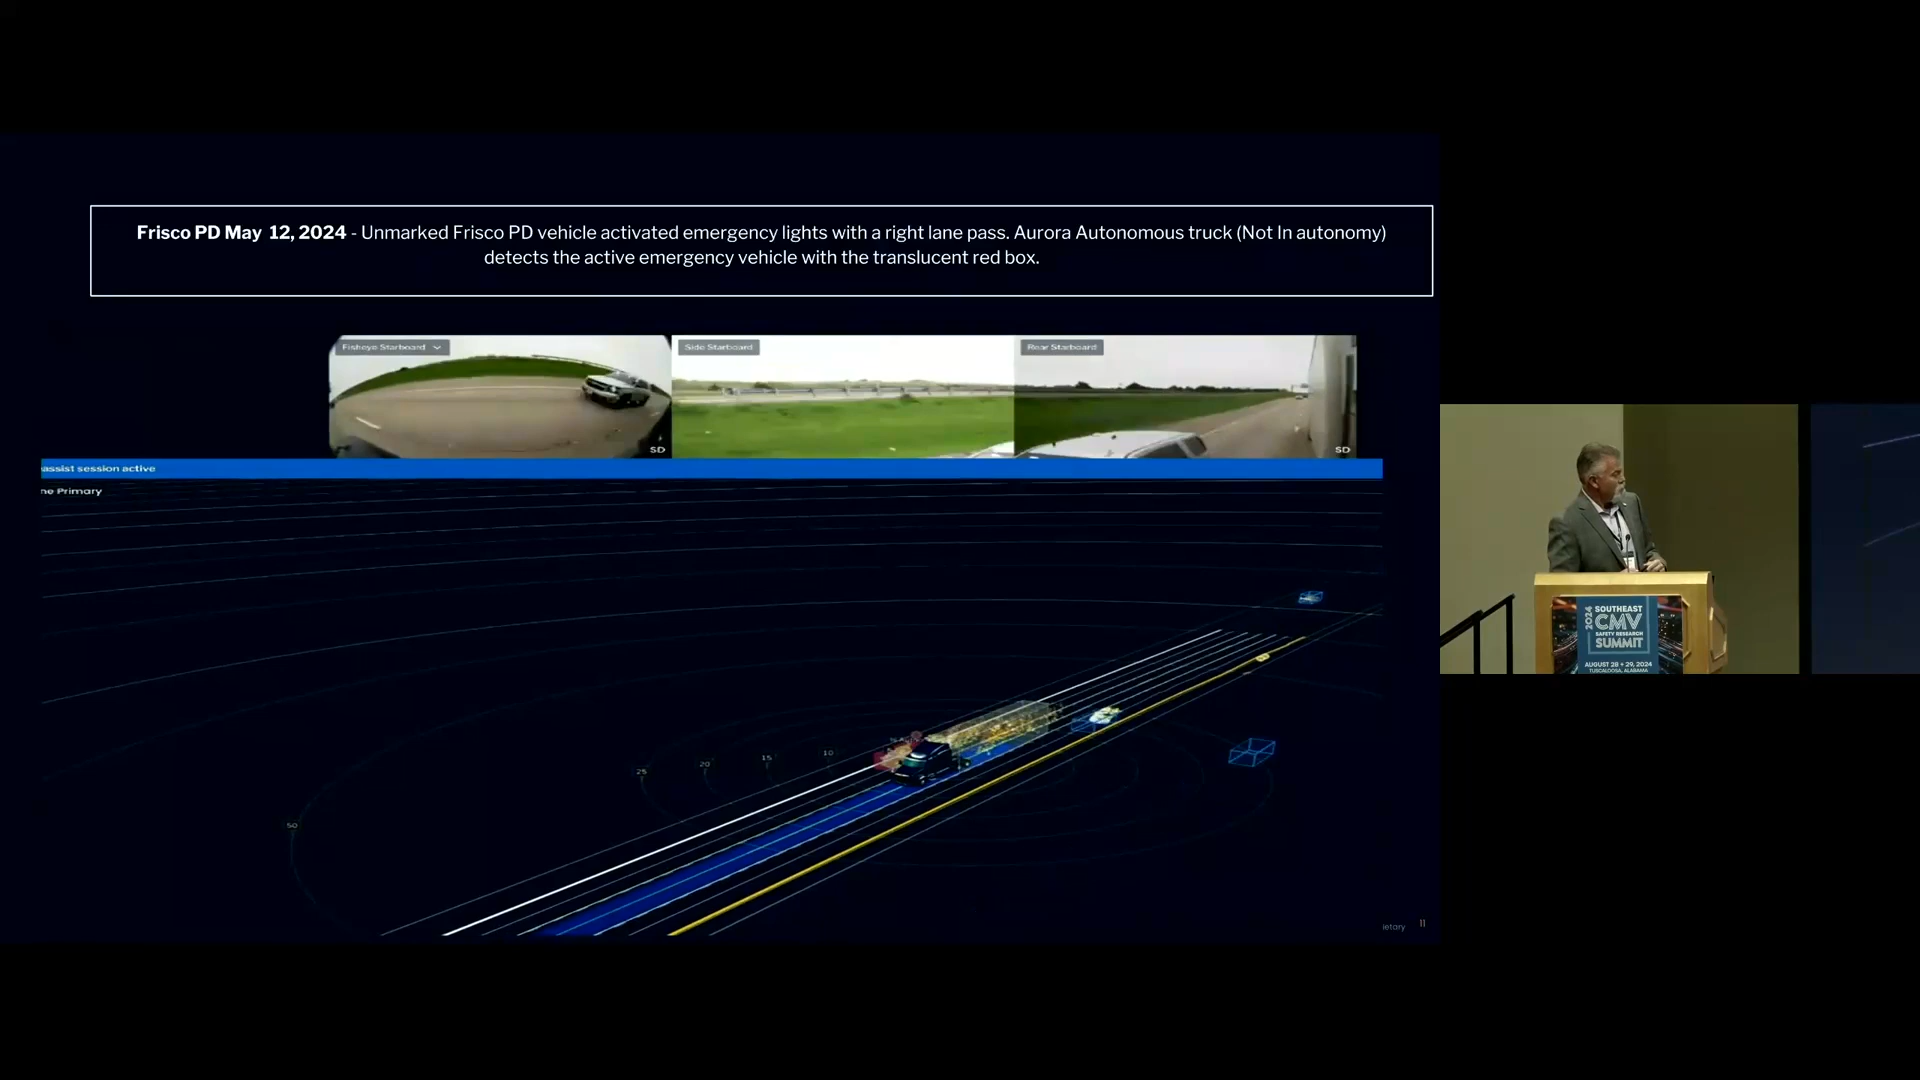 Frisco PD May 12, 2024 - Unmarked Frisco PD vehicle activated emergency lights with a right lane pass. Aurora Autonomous truck (Not In autonomy)
detects the active emergency vehicle with the translucent red box.
Fisheye Starboard
Side Starboard
Rear Starboard
SD
SD
assist session active
ne Primary
10
15
20
25
50
ietary
11
2024
SOUTHEAST
CMV
SAFETY RESEARCH
SUMMIT
AUGUST 28 + 29, 2024
TUSCALOOSA, ALABAMA